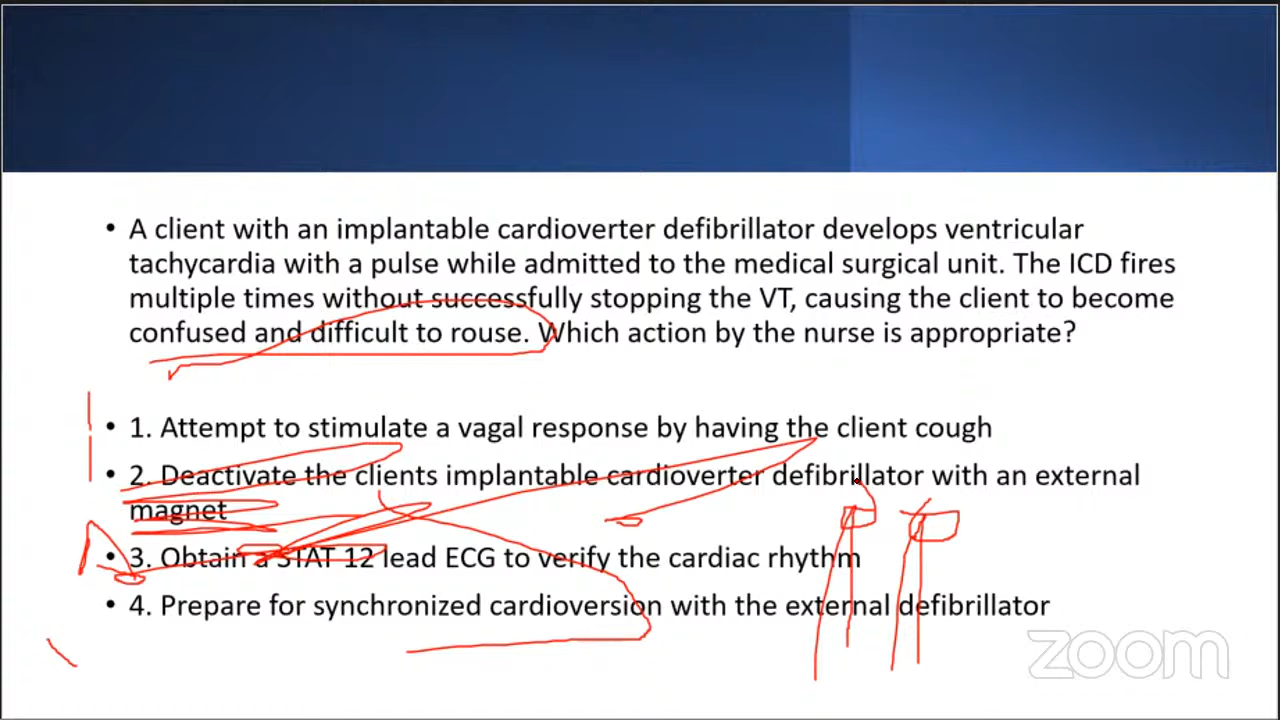 • A client with an implantable cardioverter defibrillator develops ventricular
tachycardia with a pulse while admitted to the medical surgical unit. The ICD fires
multiple times without successfully stopping the VT, causing the client to become
confused and difficult to rouse. Which action by the nurse is appropriate?
• 1. Attempt to stimulate a vagal response by having the client cough
• 2. Deactivate the clients implantable cardioverter defibrillator with an external
magnet
• 3. Obtain a STAT 12 lead ECG to verify the cardiac rhythm
• 4. Prepare for synchronized cardioversion with the external defibrillator
zoom